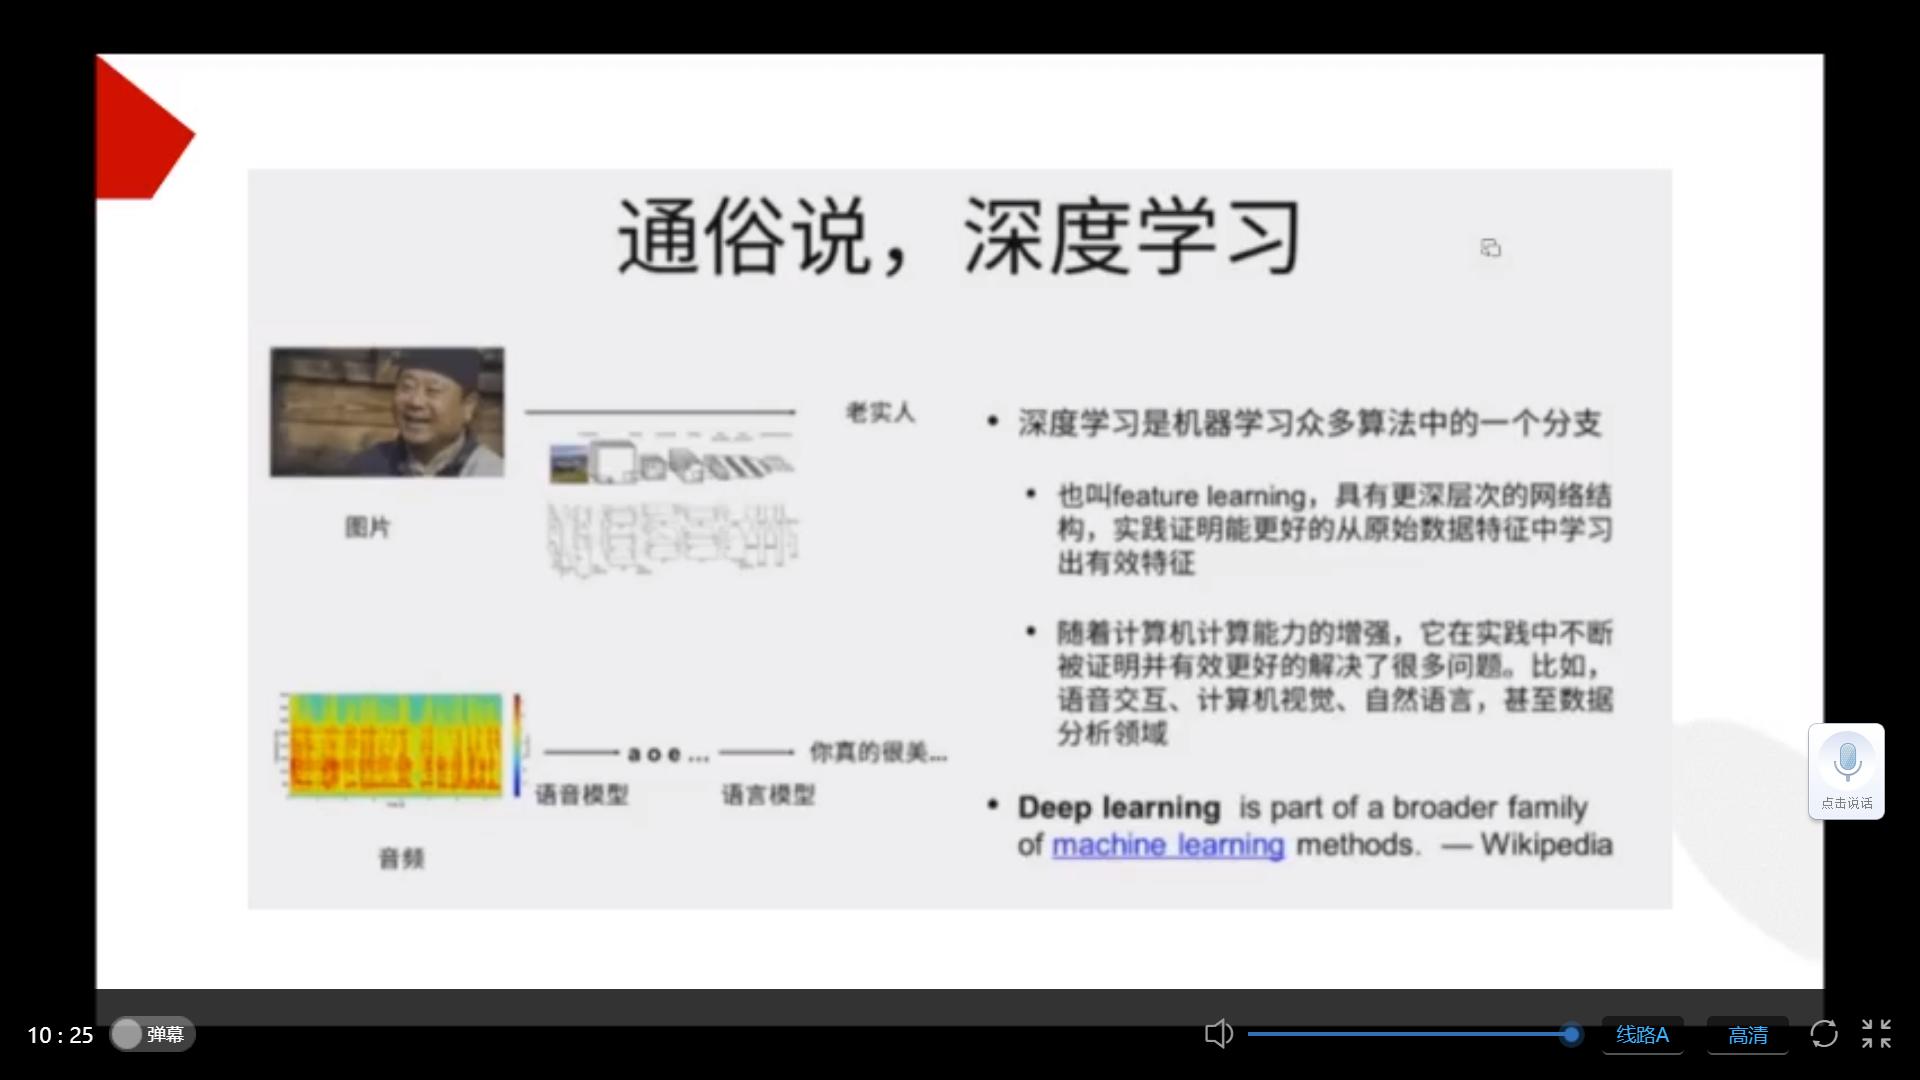 通俗说，深度学习
老实人
图片
a o e ...
你真的很美...
语音模型
语言模型
音频
• 深度学习是机器学习众多算法中的一个分支
• 也叫feature learning，具有更深层次的网络结
构，实践证明能更好的从原始数据特征中学习
出有效特征
• 随着计算机计算能力的增强，它在实践中不断
被证明并有效更好的解决了很多问题。比如，
语音交互、计算机视觉、自然语言，甚至数据
分析领域
• Deep learning is part of a broader family
of machine learning methods. — Wikipedia
点击说话
10 : 25
弹幕
线路A
高清